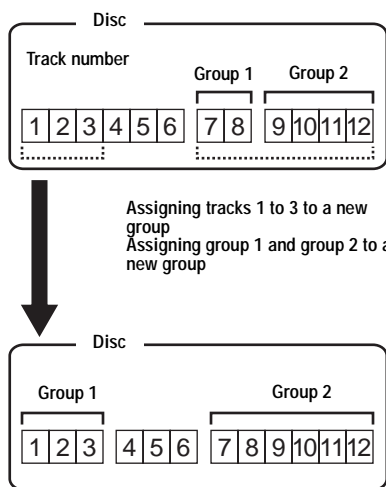 Disc
Track number
Group 1 Group 2
1 2 3 4 5 6 7 8 9 10 11 12
Assigning tracks 1 to 3 to a new
group
Assigning group 1 and group 2 to a
new group
Disc
Group 1 Group 2
1 2 3 4 5 6 7 8 9 10 11 12